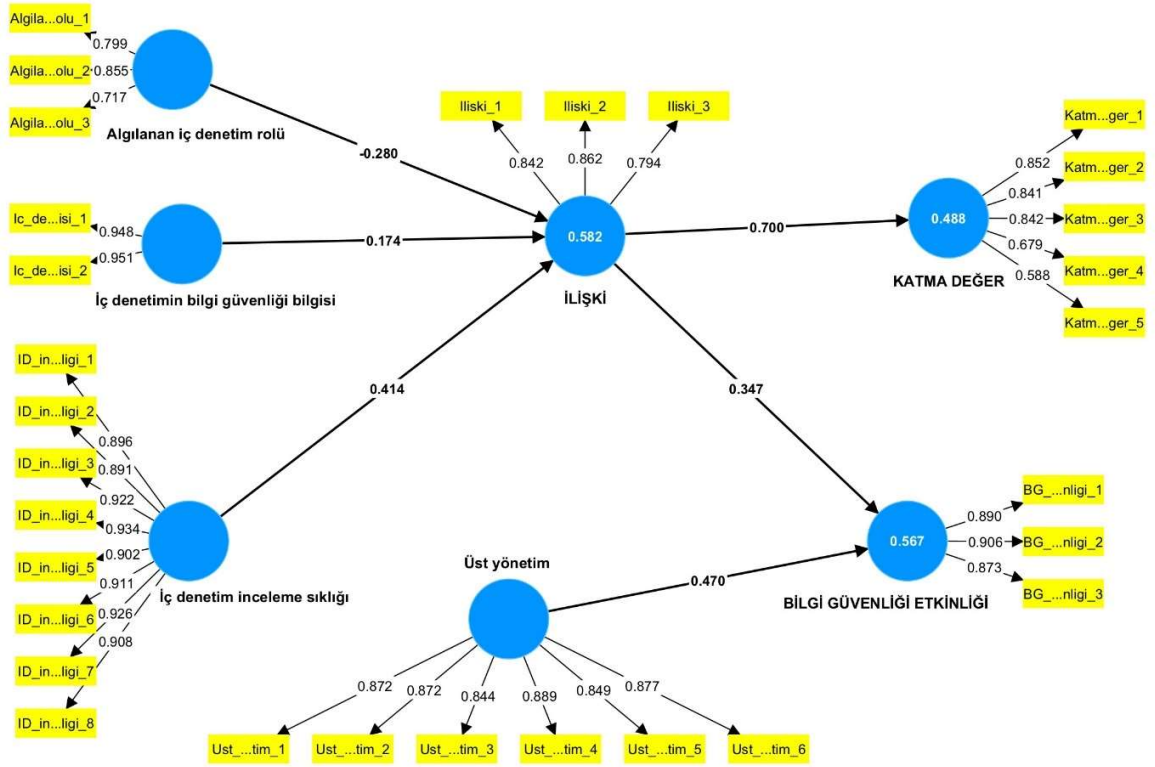 Algila...olu_1
0.799
Algila...olu_2
0.855
0.717
Algila...olu_3
Algılanan iç denetim rolü
-0.280
Iliski_1
Iliski_2
Iliski_3
0.842
0.862
0.794
Katm...ger_1
0.852
Katm...ger_2
0.841
Katm...ger_3
0.842
0.679
Katm...ger_4
0.588
Katm...ger_5
0.488
KATMA DEĞER
Ic_de...isi_1
0.948
0.951
Ic_de...isi_2
İç denetimin bilgi güvenliği bilgisi
0.174
0.582
İLİŞKİ
0.700
0.414
0.347
ID_in...ligi_1
ID_in...ligi_2
ID_in...ligi_3
ID_in...ligi_4
ID_in...ligi_5
ID_in...ligi_6
ID_in...ligi_7
ID_in...ligi_8
0.896
0.891
0.922
0.934
0.902
0.911
0.926
0.908
İç denetim inceleme sıklığı
Üst yönetim
0.470
0.567
BİLGİ GÜVENLİĞİ ETKİNLİĞİ
BG_...nligi_1
0.890
BG_...nligi_2
0.906
0.873
BG_...nligi_3
0.872
0.872
0.844
0.889
0.849
0.877
Ust_...tim_1
Ust_...tim_2
Ust_...tim_3
Ust_...tim_4
Ust_...tim_5
Ust_...tim_6